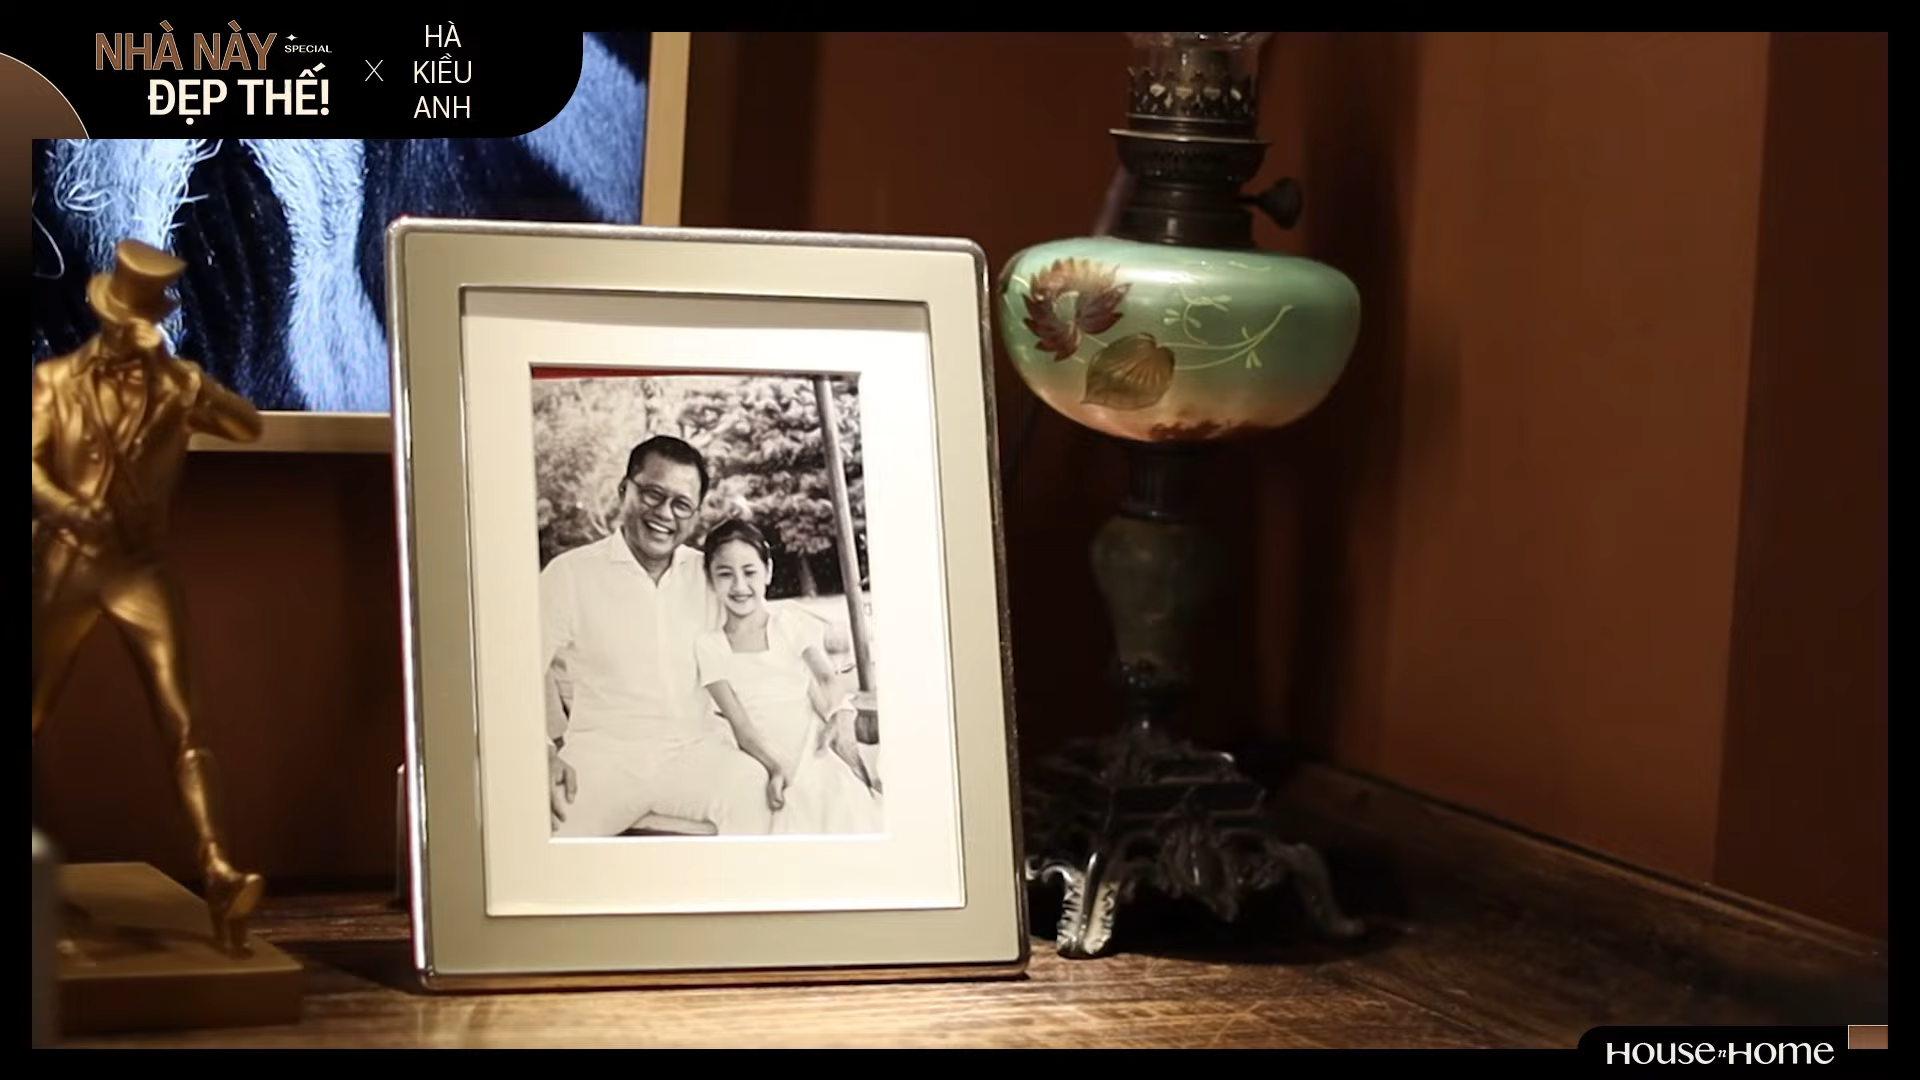 NHÀ NÀY
SPECIAL
ĐẸP THẾ!
X
HÀ
KIỀU
ANH
HOUSE n HOME